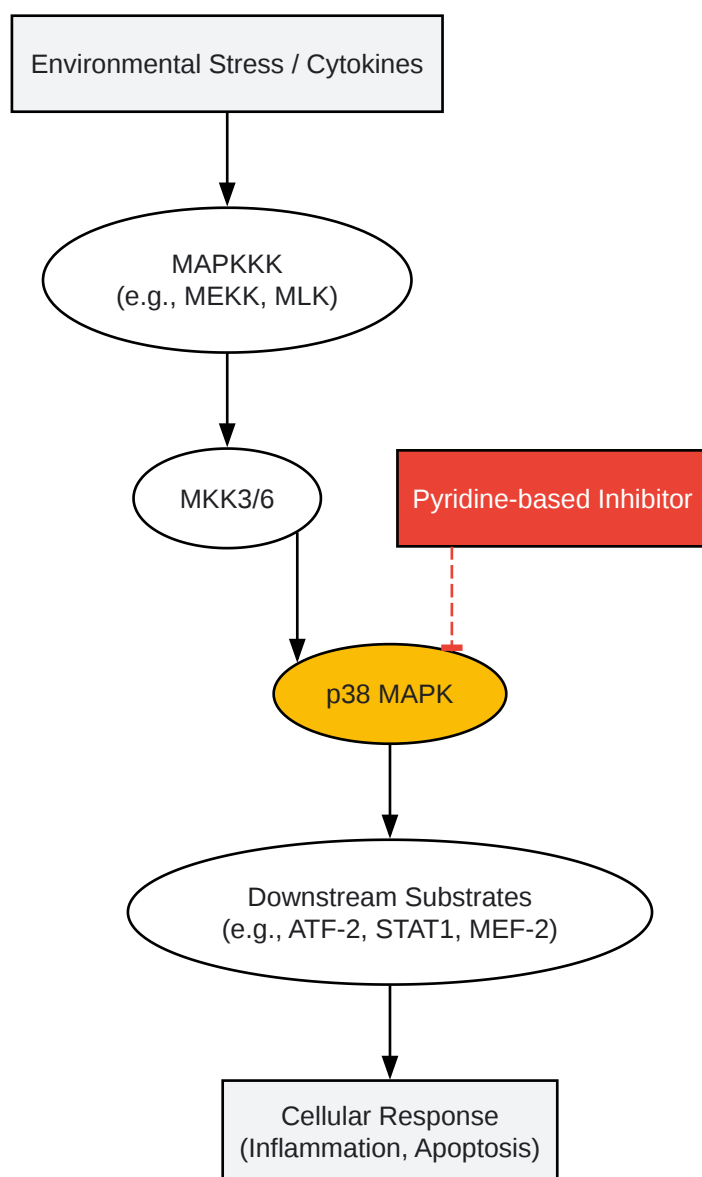 Environmental Stress / Cytokines
MAPKKK
(e.g., MEKK, MLK)
MKK3/6
Pyridine-based Inhibitor
p38 MAPK
Downstream Substrates
(e.g., ATF-2, STAT1, MEF-2)
Cellular Response
(Inflammation, Apoptosis)